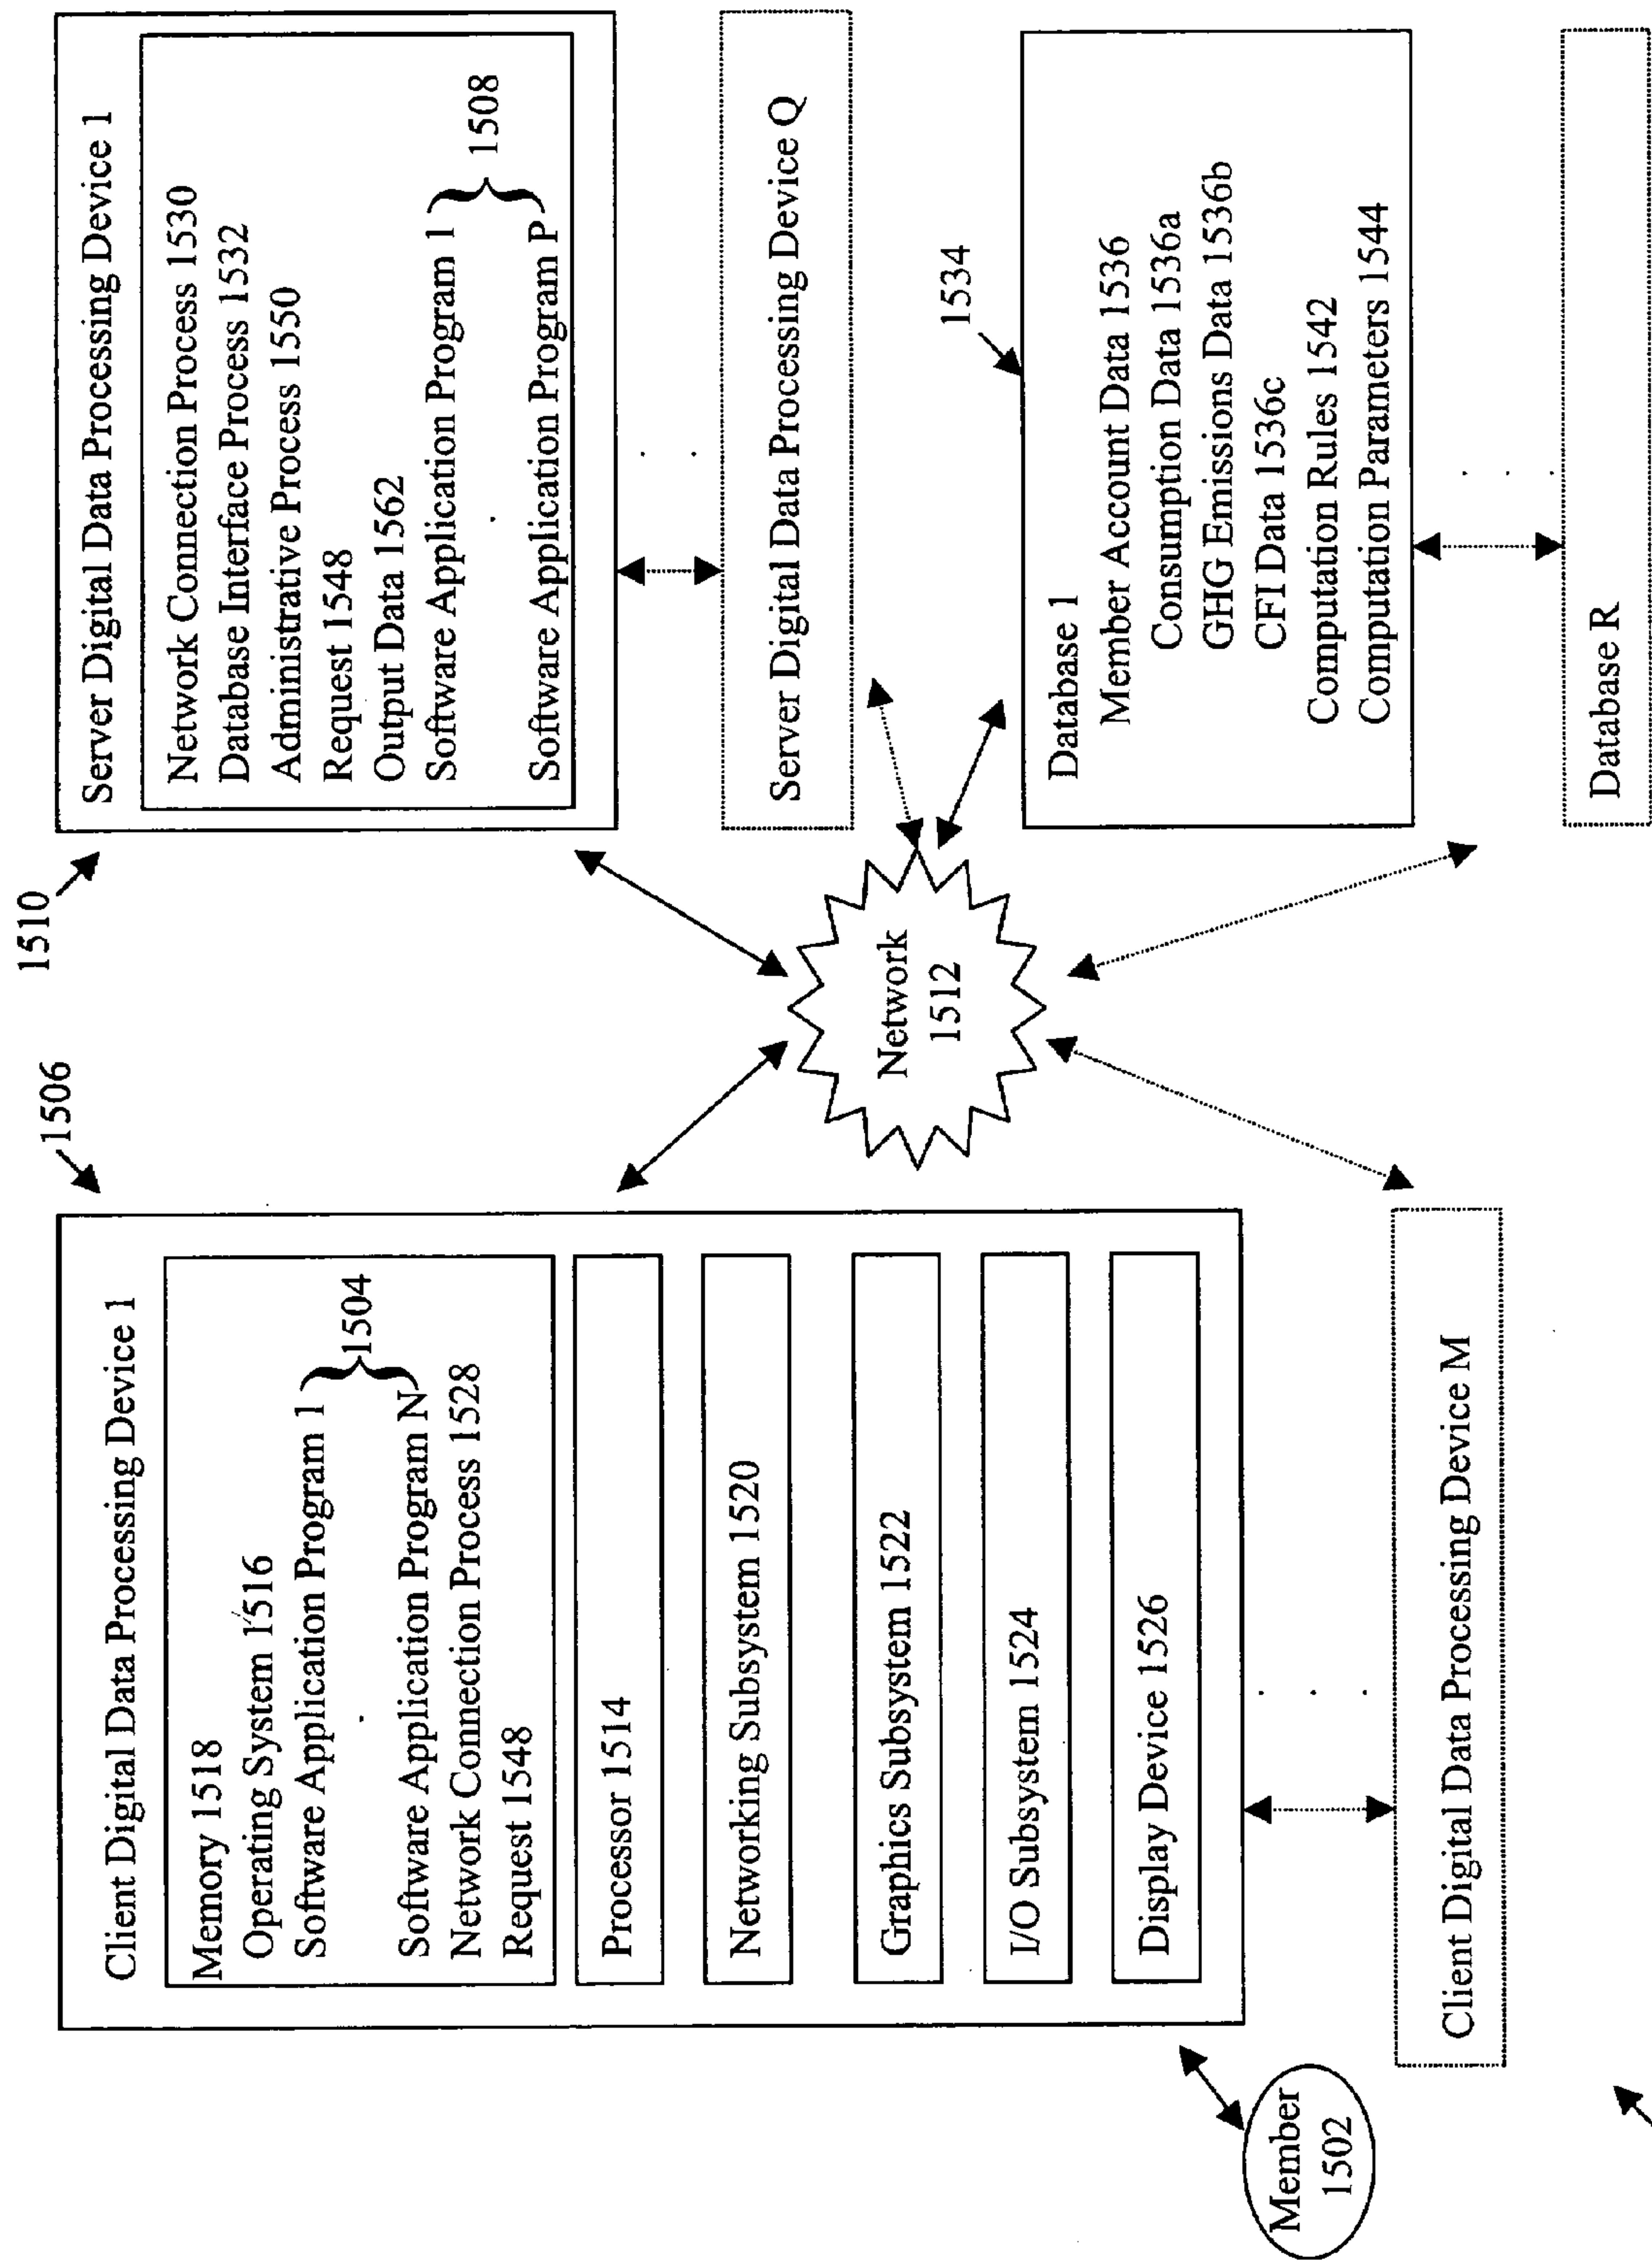 1506
Client Digital Data Processing Device 1
Memory 1518
Operating System 1516
Software Application Program 1
1504
Software Application Program N
Network Connection Process 1528
Request 1548
Processor 1514
Networking Subsystem 1520
Graphics Subsystem 1522
I/O Subsystem 1524
Display Device 1526
Client Digital Data Processing Device M
Member
1502
Network
1512
1510
Server Digital Data Processing Device 1
Network Connection Process 1530
Database Interface Process 1532
Administrative Process 1550
Request 1548
Output Data 1562
Software Application Program 1
1508
Software Application Program P
Server Digital Data Processing Device Q
1534
Database 1
Member Account Data 1536
Consumption Data 1536a
GHG Emissions Data 1536b
CFI Data 1536c
Computation Rules 1542
Computation Parameters 1544
Database R